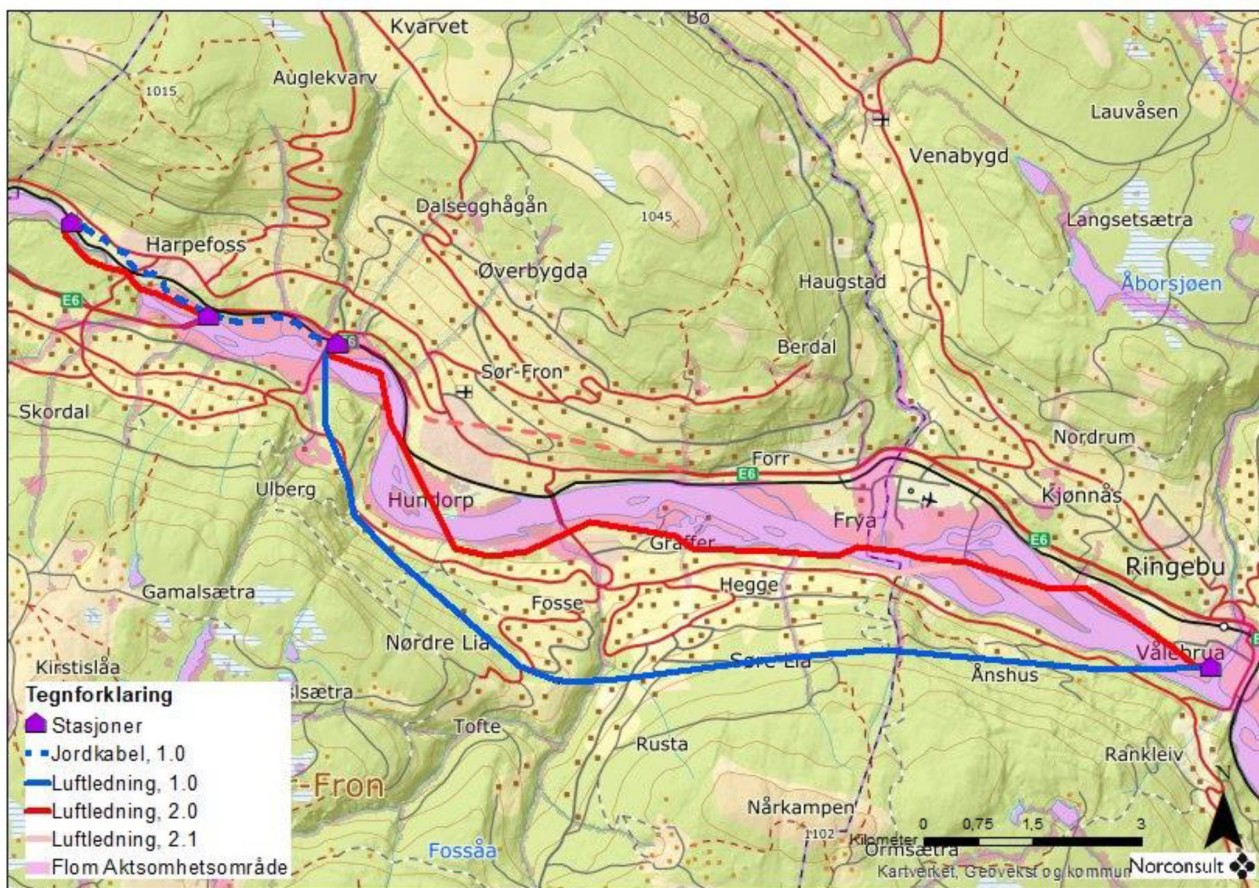 Bø
Kvarvet
Auglekvarv
1015
Lauvåsen
Venabygd
Dalsegghågån
1045
Langsetsætra
Harpefoss
Øverbygda
Haugstad
Åborsjøen
E6
Berdal
Sør-Fron
Skordal
Nordrum
Forr
E6
Ulberg
Hundorp
Kjønnås
Frya
E6
Graffer
Ringebu
Hegge
Gamalsætra
Fosse
Nørdre Lia
Vålebrua
Søre Lia
Ånshus
Kirstislåa
Tegnforklaring
Stasjoner
Jordkabel, 1.0
Luftledning, 1.0
Luftledning, 2.0
Luftledning, 2.1
Flom Aktsomhetsområde
slsætra
Tofte
Rusta
Rankleiv
-Fron
Nårkampen
1102
N
0 0,75 1,5 3
Kilometer
Fossåa
Ormsætra
Kartverket, Geovekst og kommun
Norconsult